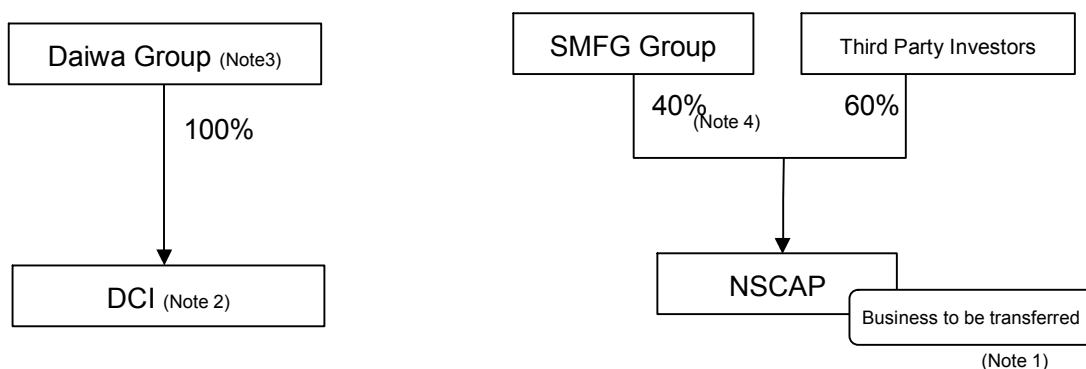 Daiwa Group (Note3)
100%
DCI (Note 2)
SMFG Group
Third Party Investors
40% (Note 4)
60%
NSCAP
Business to be transferred
(Note 1)